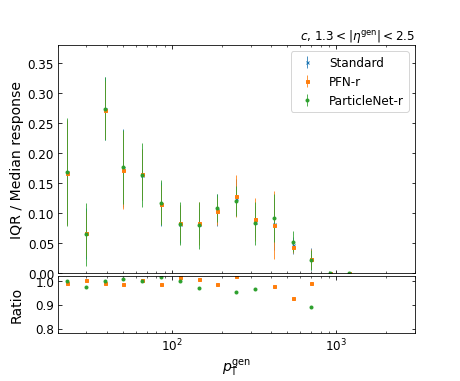 c, 1.3 < |η^gen| < 2.5
Standard
PFN-r
ParticleNet-r
IQR / Median response
0.35
0.30
0.25
0.20
0.15
0.10
0.05
0.00
Ratio
1.0
0.9
0.8
10^2
10^3
p_T^gen